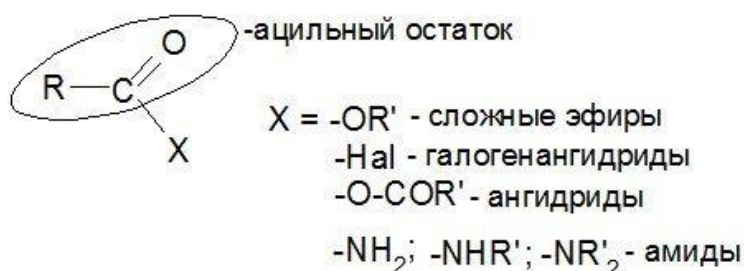 O -ацильный остаток
R C
X
X = -OR' - сложные эфиры
-Hal - галогенангидриды
-O-COR' - ангидриды
-NH₂; -NHR'; -NR'₂ - амиды